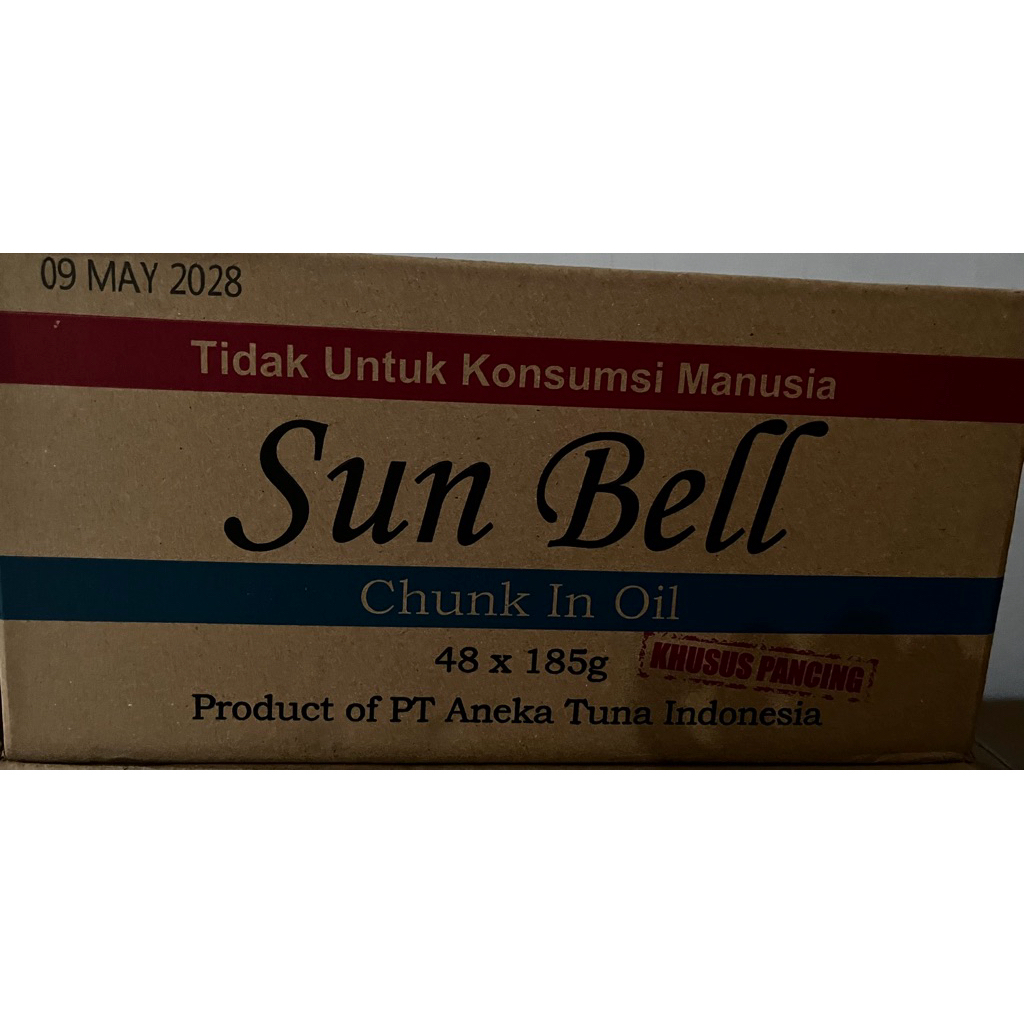 09 MAY 2028
Tidak Untuk Konsumsi Manusia
Sun Bell
Chunk In Oil
48 x 185g
KHUSUS PANCING
Product of PT Aneka Tuna Indonesia